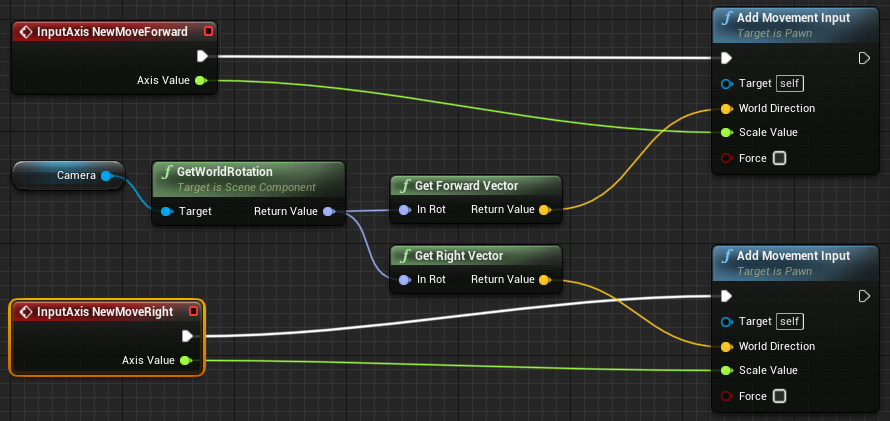 InputAxis NewMoveForward
Axis Value
Add Movement Input
Target is Pawn
Target self
World Direction
Scale Value
Force
Camera
GetWorldRotation
Target is Scene Component
Target Return Value
Get Forward Vector
In Rot Return Value
Get Right Vector
In Rot Return Value
InputAxis NewMoveRight
Axis Value
Add Movement Input
Target is Pawn
Target self
World Direction
Scale Value
Force